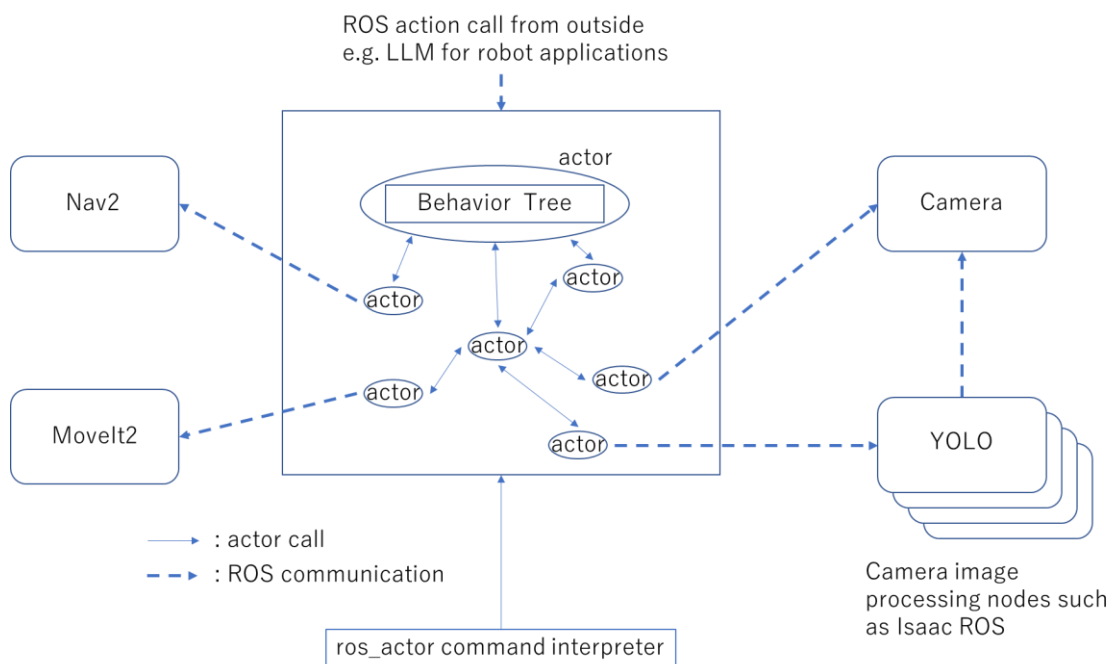 ROS action call from outside
e.g. LLM for robot applications
actor
Behavior Tree
Nav2
Camera
actor
actor
actor
actor
actor
MoveIt2
actor
YOLO
: actor call
: ROS communication
Camera image
processing nodes such
as Isaac ROS
ros_actor command interpreter